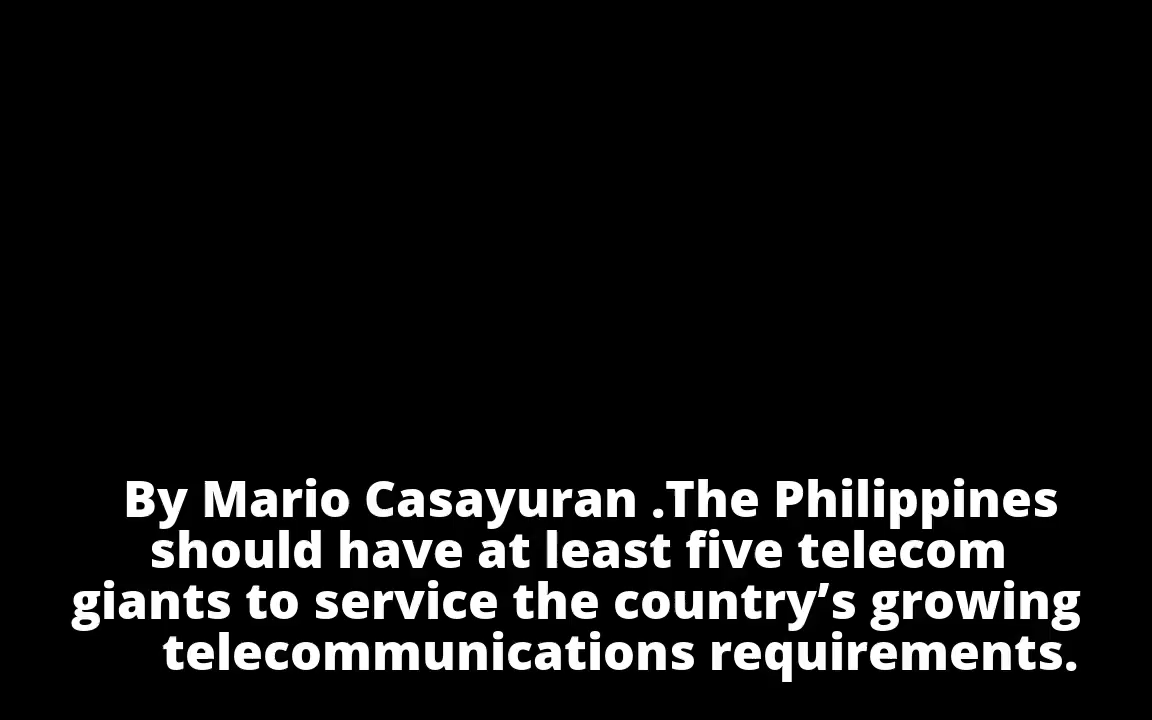 By Mario Casayuran .The Philippines
should have at least five telecom
giants to service the country’s growing
telecommunications requirements.